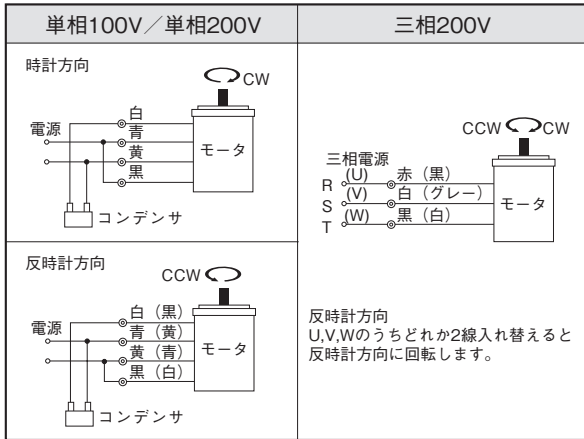 単相100V／単相200V
三相200V
時計方向
CW
白
青
黄
黒
電源
モータ
コンデンサ
反時計方向
CCW
白（黒）
青（黄）
黄（青）
黒（白）
電源
モータ
コンデンサ
CCW
CW
三相電源
R (U) 赤（黒）
S (V) 白（グレー）
T (W) 黒（白）
モータ
反時計方向
U,V,Wのうちどれか2線入れ替えると
反時計方向に回転します。